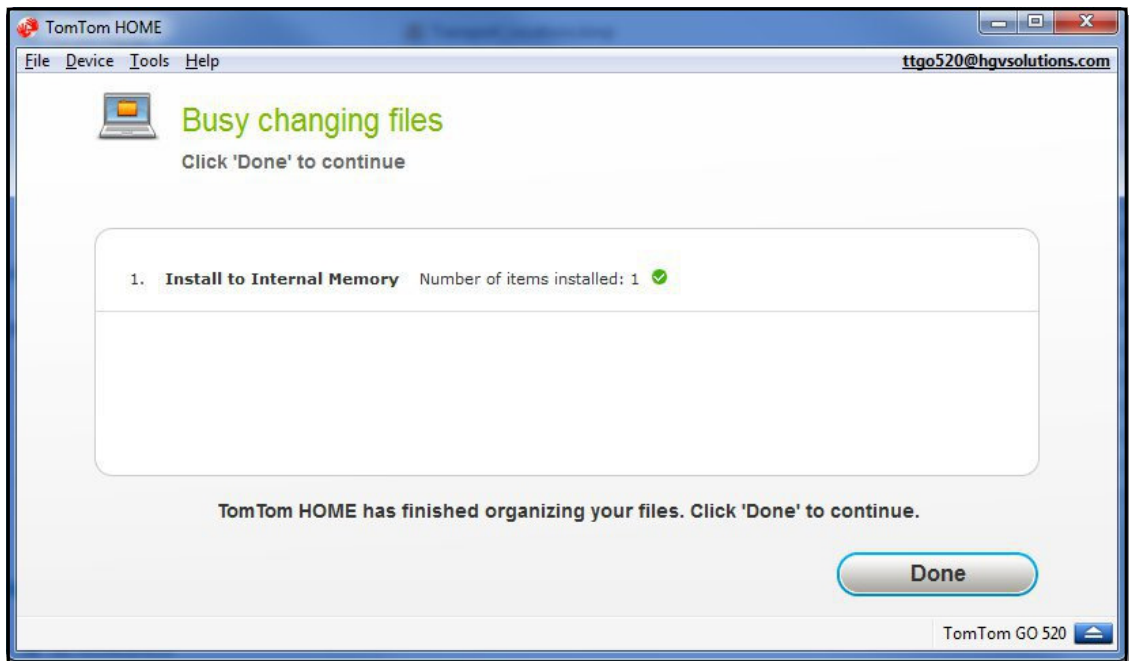 TomTom HOME
File Device Tools Help ttgo520@hgvsolutions.com
Busy changing files
Click 'Done' to continue
1. Install to Internal Memory Number of items installed: 1
TomTom HOME has finished organizing your files. Click 'Done' to continue.
Done
TomTom GO 520